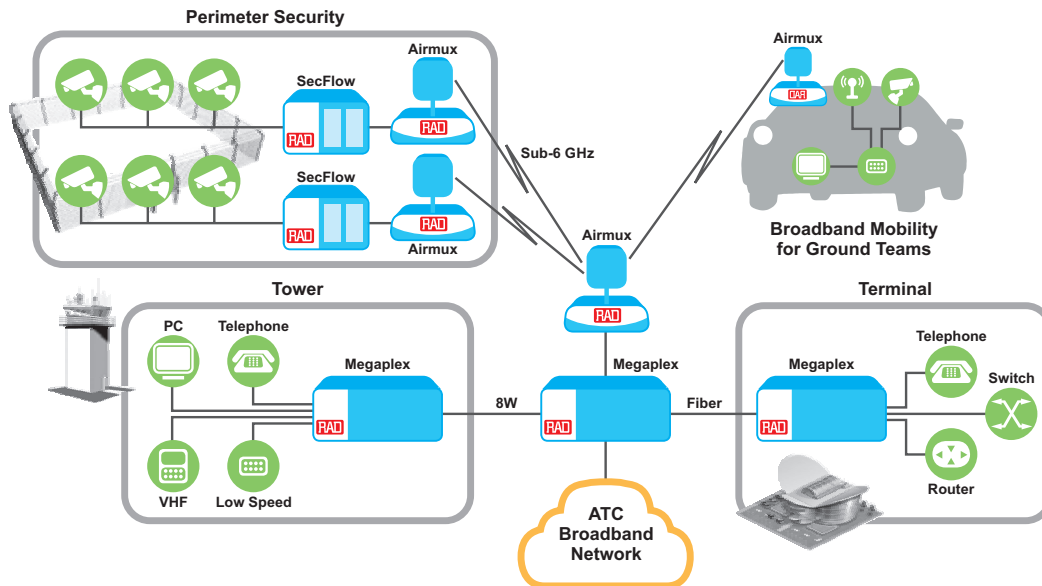 Perimeter Security
Airmux
SecFlow
RAD
RAD
SecFlow
RAD
RAD
Airmux
Sub-6 GHz
Airmux
RAD
Broadband Mobility
for Ground Teams
Airmux
RAD
Tower
PC
Telephone
Megaplex
RAD
VHF
Low Speed
8W
Megaplex
RAD
Fiber
Terminal
Megaplex
RAD
Telephone
Switch
Router
ATC
Broadband
Network